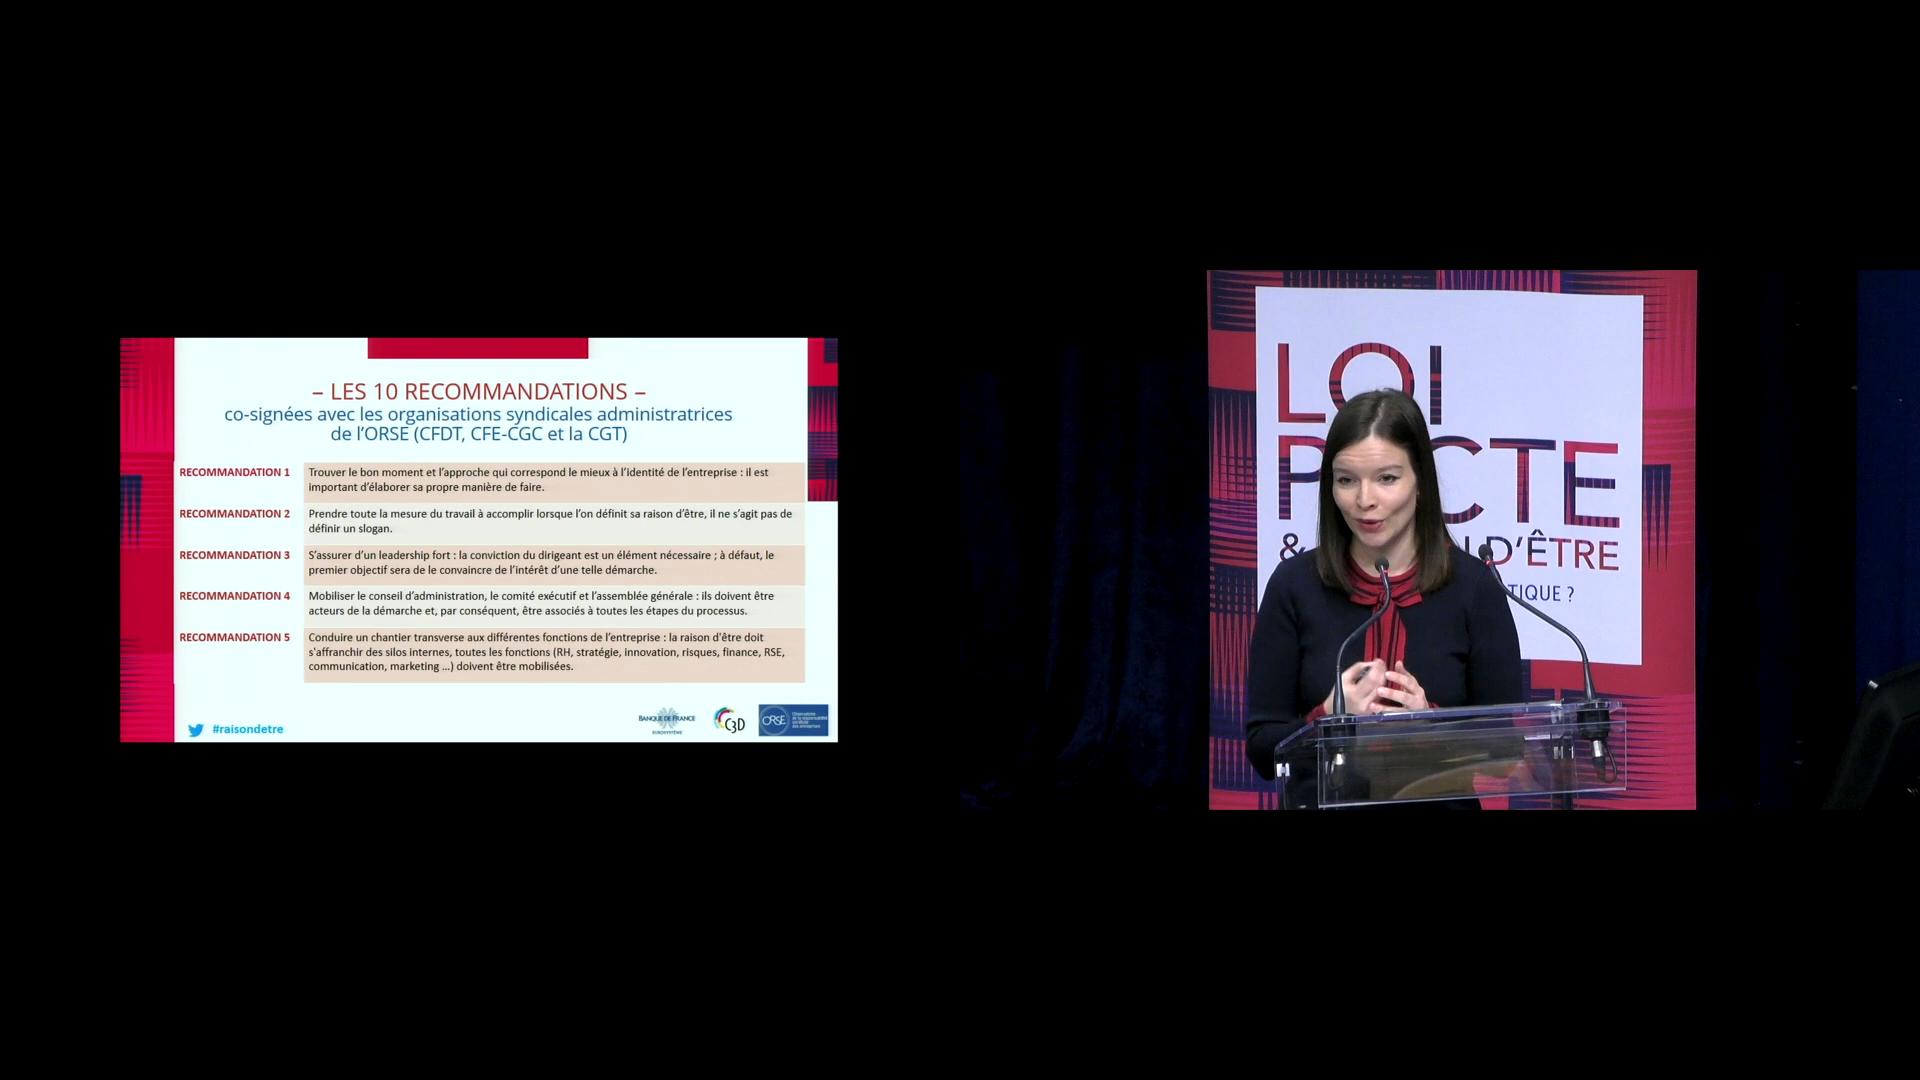 – LES 10 RECOMMANDATIONS –
co-signées avec les organisations syndicales administratrices
de l’ORSE (CFDT, CFE-CGC et la CGT)
RECOMMANDATION 1
Trouver le bon moment et l’approche qui correspond le mieux à l’identité de l’entreprise : il est
important d’élaborer sa propre manière de faire.
RECOMMANDATION 2
Prendre toute la mesure du travail à accomplir lorsque l’on définit sa raison d’être, il ne s’agit pas de
définir un slogan.
RECOMMANDATION 3
S’assurer d’un leadership fort : la conviction du dirigeant est un élément nécessaire ; à défaut, le
premier objectif sera de le convaincre de l’intérêt d’une telle démarche.
RECOMMANDATION 4
Mobiliser le conseil d’administration, le comité exécutif et l’assemblée générale : ils doivent être
acteurs de la démarche et, par conséquent, être associés à toutes les étapes du processus.
RECOMMANDATION 5
Conduire un chantier transverse aux différentes fonctions de l’entreprise : la raison d'être doit
s'affranchir des silos internes, toutes les fonctions (RH, stratégie, innovation, risques, finance, RSE,
communication, marketing ...) doivent être mobilisées.
#raisondetre
BANQUE DE FRANCE
EUROSYSTÈME
C3D
ORSE
LOI
P CTE
& D’ÊTRE
TIQUE ?